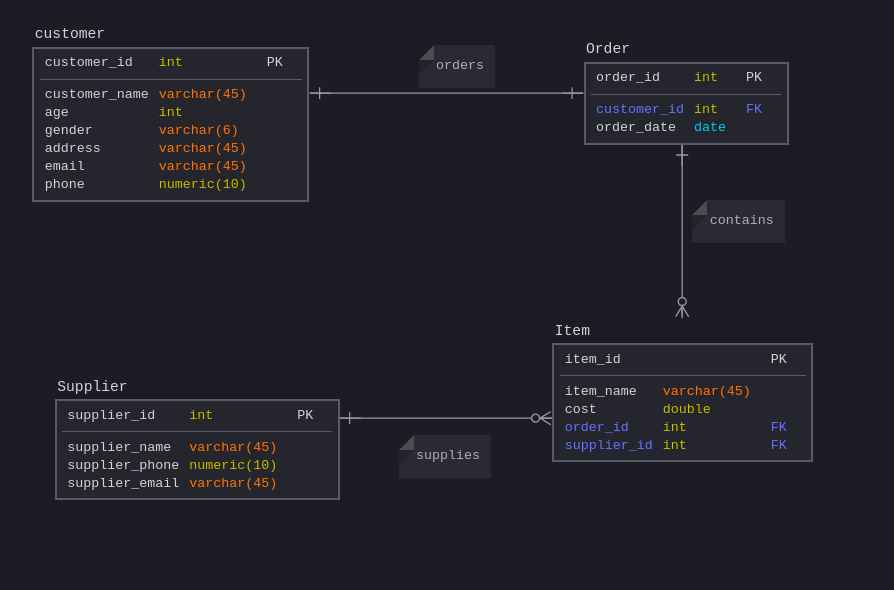 customer
customer_id int PK
customer_name varchar(45)
age int
gender varchar(6)
address varchar(45)
email varchar(45)
phone numeric(10)
orders
Order
order_id int PK
customer_id int FK
order_date date
contains
Item
item_id PK
item_name varchar(45)
cost double
order_id int FK
supplier_id int FK
Supplier
supplier_id int PK
supplier_name varchar(45)
supplier_phone numeric(10)
supplier_email varchar(45)
supplies